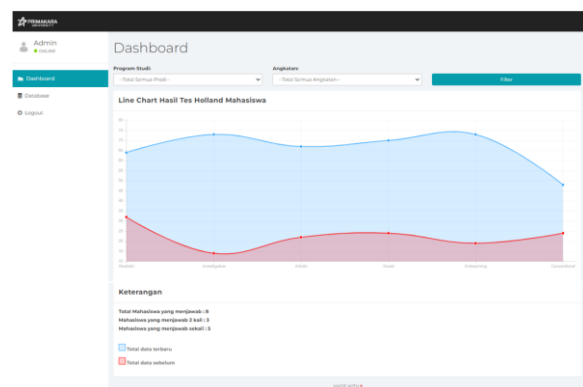 PRIMAKARA
UNIVERSITY
Admin
ONLINE
Dashboard
Database
Logout
Dashboard
Program Studi:
- Total Semua Prodi -
Angkatan:
- Total Semua Angkatan -
Filter
Line Chart Hasil Tes Holland Mahasiswa
Realistic
Investigative
Artistic
Social
Enterprising
Conventional
Keterangan
Total Mahasiswa yang menjawab : 8
Mahasiswa yang menjawab 2 kali : 3
Mahasiswa yang menjawab sekali : 5
Total data terbaru
Total data sebelum
MADE WITH